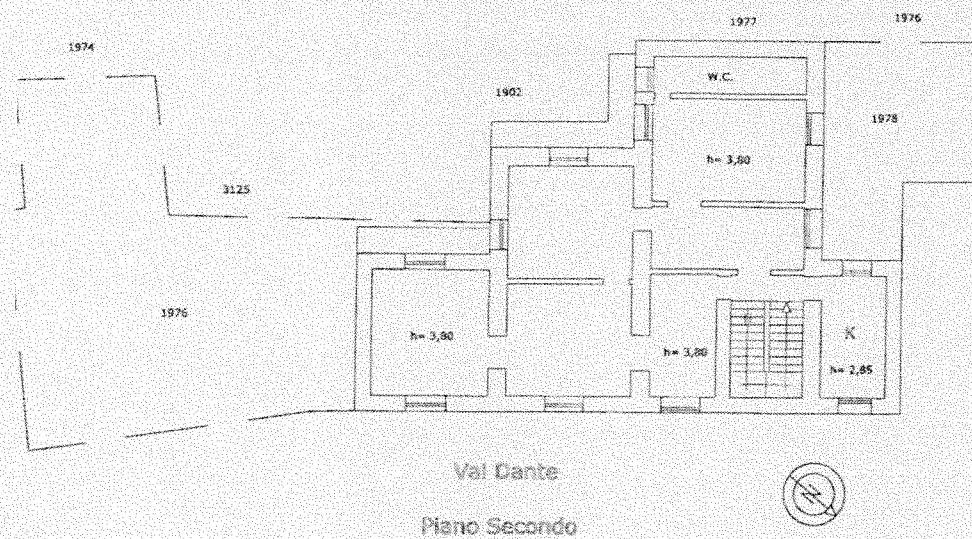 1976
1977
1974
W.C.
1902
1978
h= 3,80
3125
1976
h= 3,80
h= 3,80
K
h= 2,85
Val Dante
Piano Secondo
N